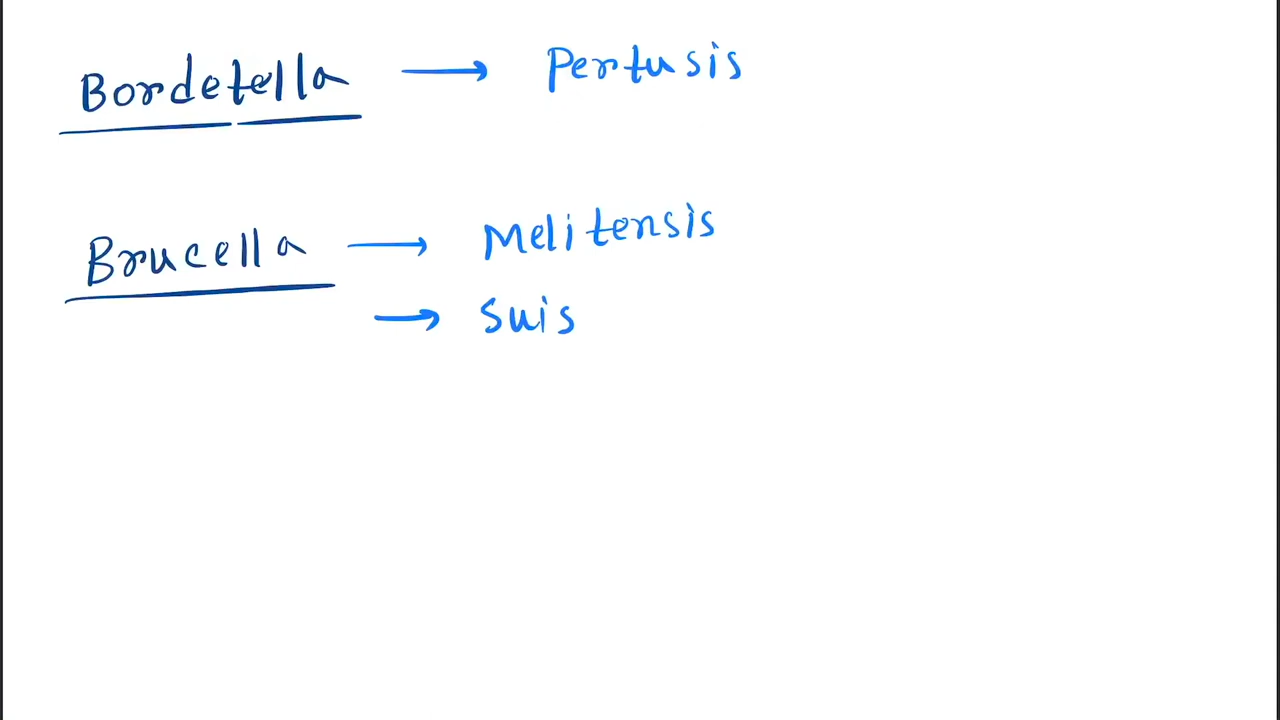 Bordetella → Pertusis
Brucella → Melitensis
→ Suis